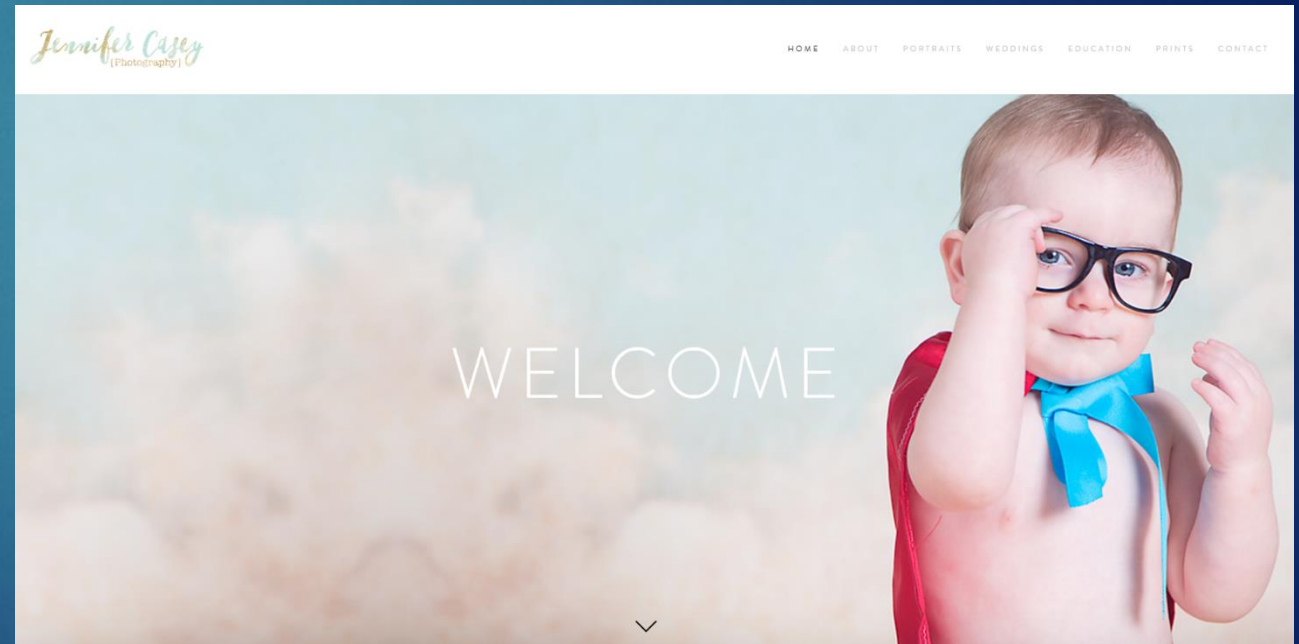 Jennifer Casey
{Photography}
HOME ABOUT PORTRAITS WEDDINGS EDUCATION PRINTS CONTACT
WELCOME